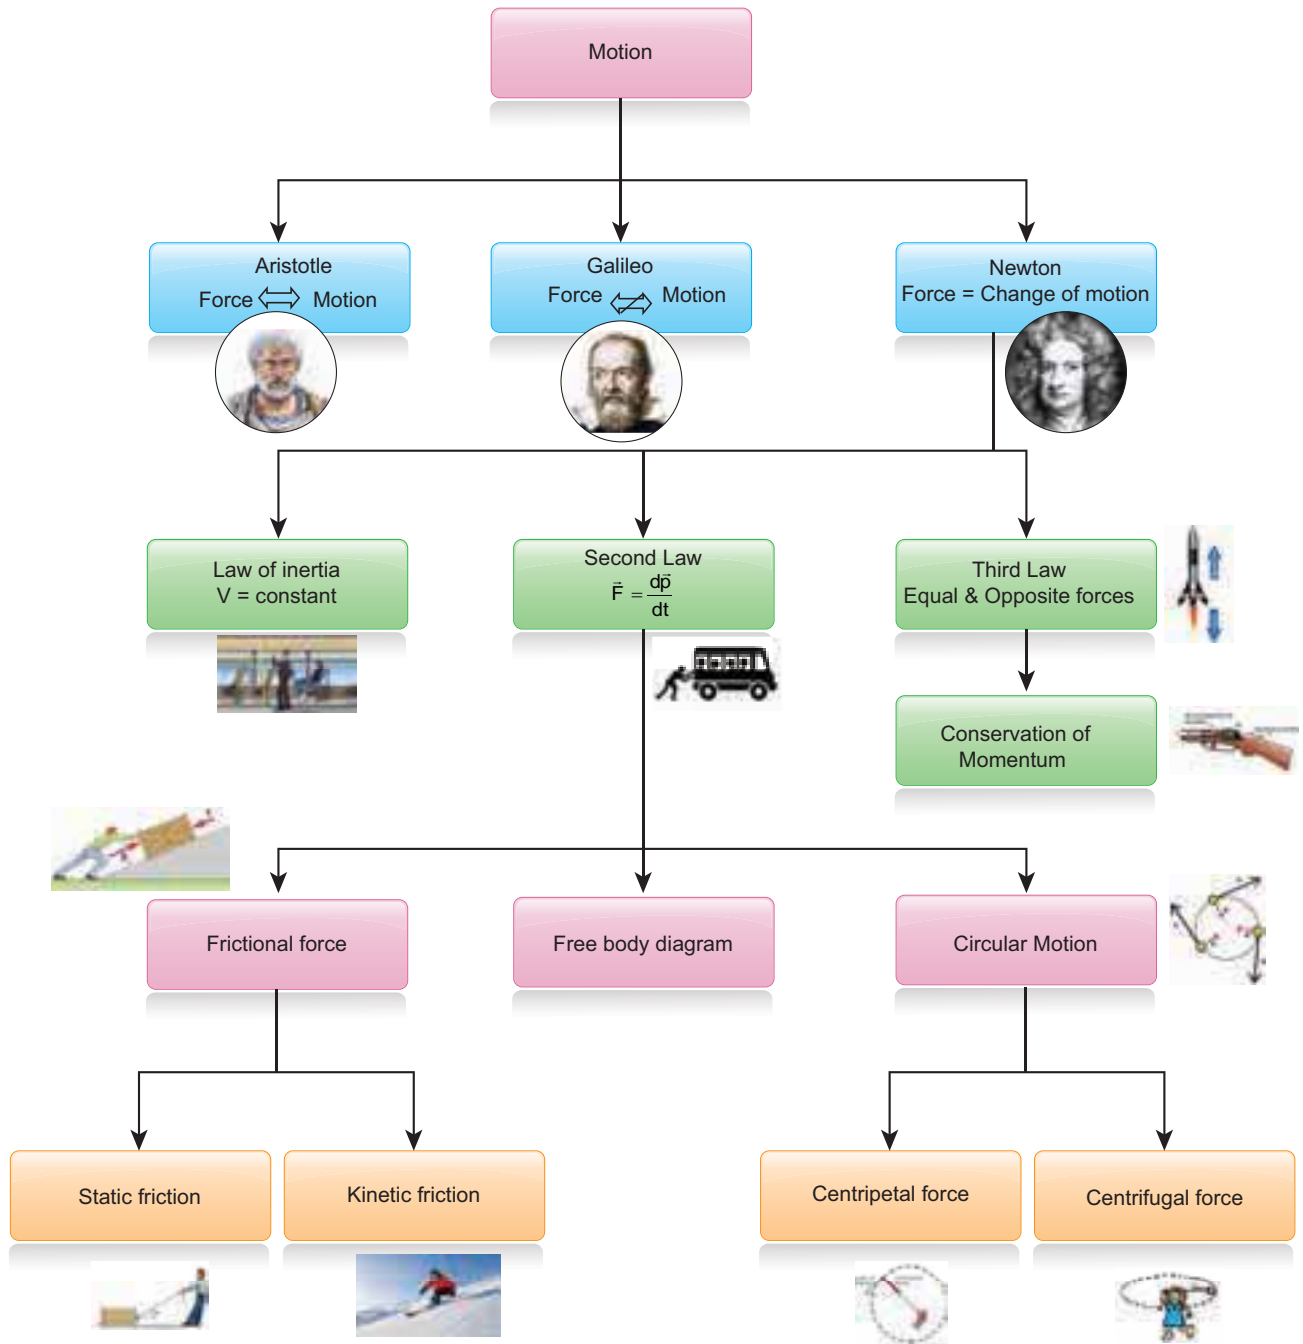 Motion
Aristotle
Force ⇔ Motion
Galileo
Force ⇎ Motion
Newton
Force = Change of motion
Law of inertia
V = constant
Second Law
F⃗ = dp⃗/dt
Third Law
Equal & Opposite forces
Conservation of
Momentum
Frictional force
Free body diagram
Circular Motion
Static friction
Kinetic friction
Centripetal force
Centrifugal force